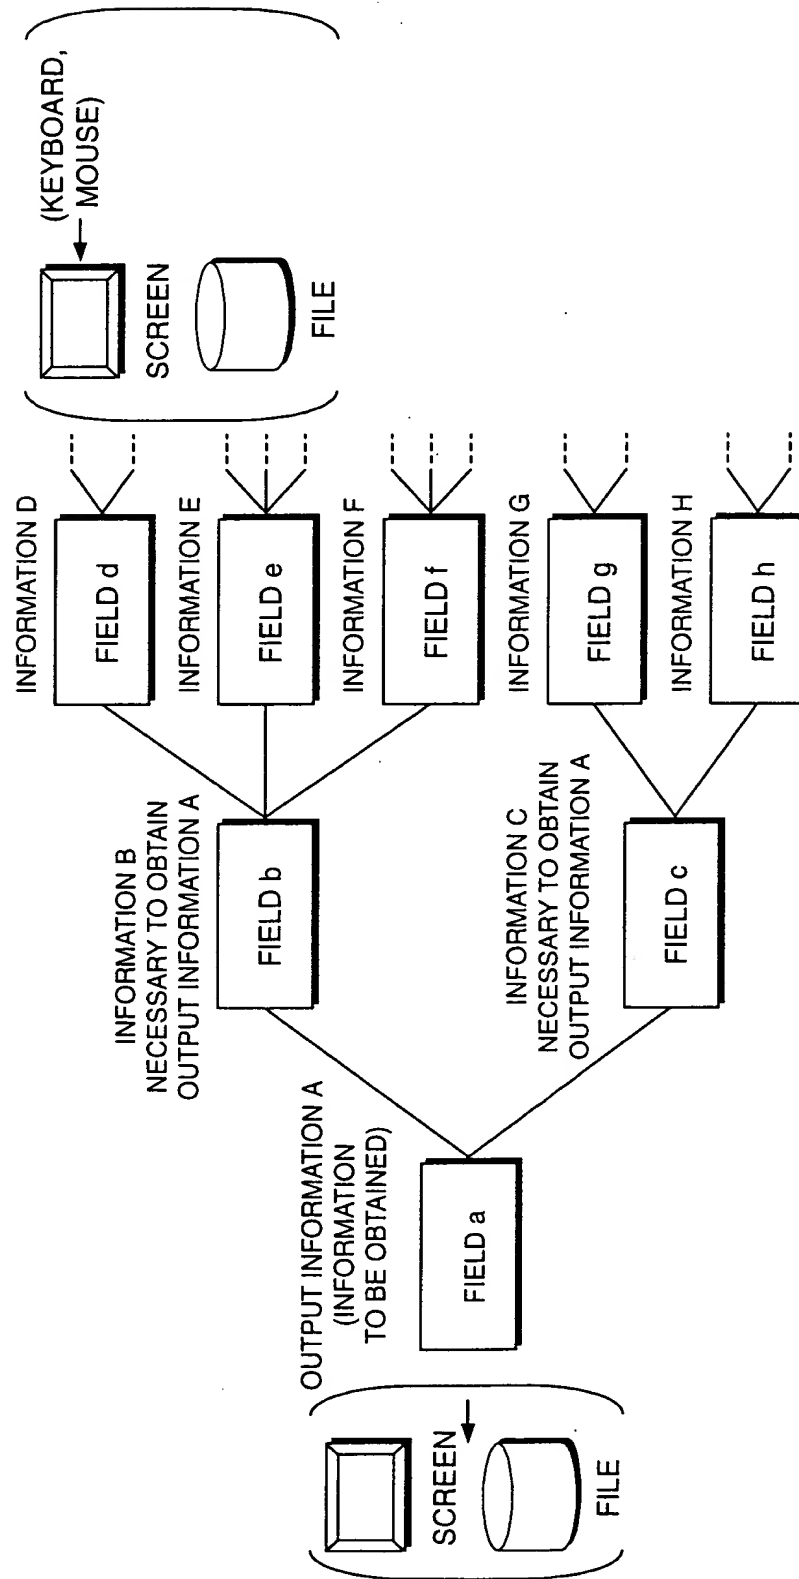 OUTPUT INFORMATION A
(INFORMATION
TO BE OBTAINED)
SCREEN
FILE
FIELD a
INFORMATION B
NECESSARY TO OBTAIN
OUTPUT INFORMATION A
FIELD b
INFORMATION C
NECESSARY TO OBTAIN
OUTPUT INFORMATION A
FIELD c
INFORMATION D
FIELD d
INFORMATION E
FIELD e
INFORMATION F
FIELD f
INFORMATION G
FIELD g
INFORMATION H
FIELD h
(KEYBOARD,
MOUSE)
SCREEN
FILE